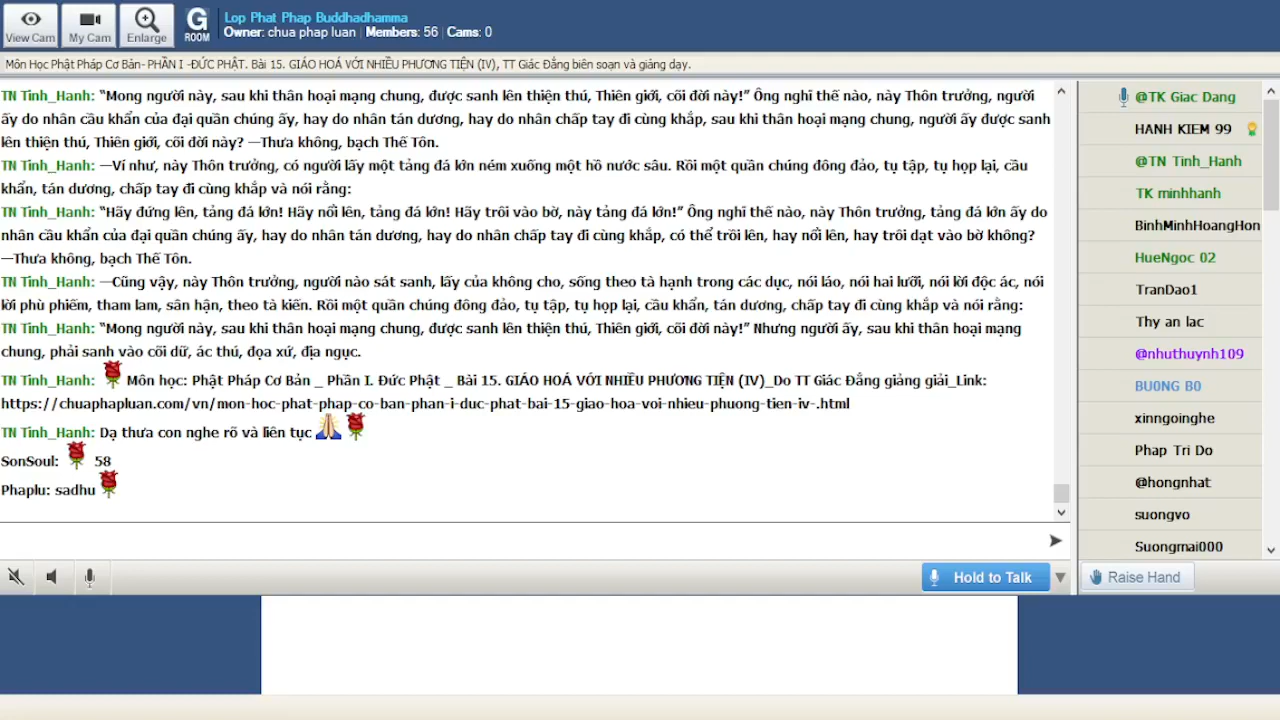 View Cam
My Cam
Enlarge
G
ROOM
Lop Phat Phap Buddhadhamma
Owner: chua phap luan | Members: 56 | Cams: 0
Môn Học Phật Pháp Cơ Bản- PHẦN I -ĐỨC PHẬT. Bài 15. GIÁO HOÁ VỚI NHIỀU PHƯƠNG TIỆN (IV), TT Giác Đẳng biên soạn và giảng dạy.
TN Tinh_Hanh: “Mong người này, sau khi thân hoại mạng chung, được sanh lên thiện thú, Thiên giới, cõi đời này!” Ông nghĩ thế nào, này Thôn trưởng, người
ấy do nhân cầu khẩn của đại quần chúng ấy, hay do nhân tán dương, hay do nhân chấp tay đi cùng khắp, sau khi thân hoại mạng chung, người ấy được sanh
lên thiện thú, Thiên giới, cõi đời này? —Thưa không, bạch Thế Tôn.
TN Tinh_Hanh: —Ví như, này Thôn trưởng, có người lấy một tảng đá lớn ném xuống một hồ nước sâu. Rồi một quần chúng đông đảo, tụ tập, tụ họp lại, cầu
khẩn, tán dương, chấp tay đi cùng khắp và nói rằng:
TN Tinh_Hanh: “Hãy đứng lên, tảng đá lớn! Hãy nổi lên, tảng đá lớn! Hãy trôi vào bờ, này tảng đá lớn!” Ông nghĩ thế nào, này Thôn trưởng, tảng đá lớn ấy do
nhân cầu khẩn của đại quần chúng ấy, hay do nhân tán dương, hay do nhân chấp tay đi cùng khắp, có thể trồi lên, hay nổi lên, hay trôi dạt vào bờ không?
—Thưa không, bạch Thế Tôn.
TN Tinh_Hanh: —Cũng vậy, này Thôn trưởng, người nào sát sanh, lấy của không cho, sống theo tà hạnh trong các dục, nói láo, nói hai lưỡi, nói lời độc ác, nói
lời phù phiếm, tham lam, sân hận, theo tà kiến. Rồi một quần chúng đông đảo, tụ tập, tụ họp lại, cầu khẩn, tán dương, chấp tay đi cùng khắp và nói rằng:
TN Tinh_Hanh: “Mong người này, sau khi thân hoại mạng chung, được sanh lên thiện thú, Thiên giới, cõi đời này!” Nhưng người ấy, sau khi thân hoại mạng
chung, phải sanh vào cõi dữ, ác thú, đọa xứ, địa ngục.
TN Tinh_Hanh: Môn học: Phật Pháp Cơ Bản _ Phần I. Đức Phật _ Bài 15. GIÁO HOÁ VỚI NHIỀU PHƯƠNG TIỆN (IV)_Do TT Giác Đẳng giảng giải_Link:
https://chuaphapluan.com/vn/mon-hoc-phat-phap-co-ban-phan-i-duc-phat-bai-15-giao-hoa-voi-nhieu-phuong-tien-iv-.html
TN Tinh_Hanh: Dạ thưa con nghe rõ và liên tục
SonSoul: 58
Phaplu: sadhu
@TK Giac Dang
HANH KIEM 99
@TN Tinh_Hanh
TK minhhanh
BinhMinhHoangHon
HueNgoc 02
TranDao1
Thy an lac
@nhuthuynh109
BU0NG B0
xinngoinghe
Phap Tri Do
@hongnhat
suongvo
Suongmai000
Hold to Talk
Raise Hand